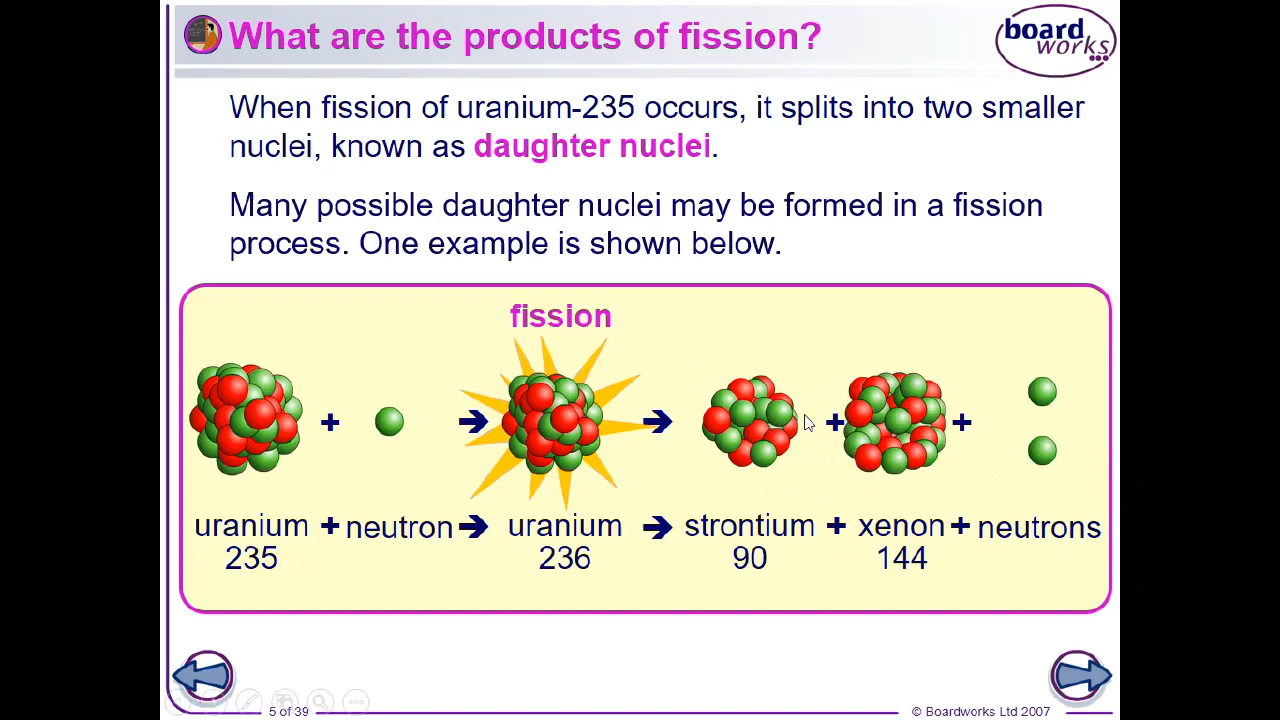 What are the products of fission?
board
works
When fission of uranium-235 occurs, it splits into two smaller
nuclei, known as daughter nuclei.
Many possible daughter nuclei may be formed in a fission
process. One example is shown below.
fission
+ ➔ ➔ + +
uranium + neutron ➔ uranium ➔ strontium + xenon + neutrons
235 236 90 144
5 of 39 © Boardworks Ltd 2007